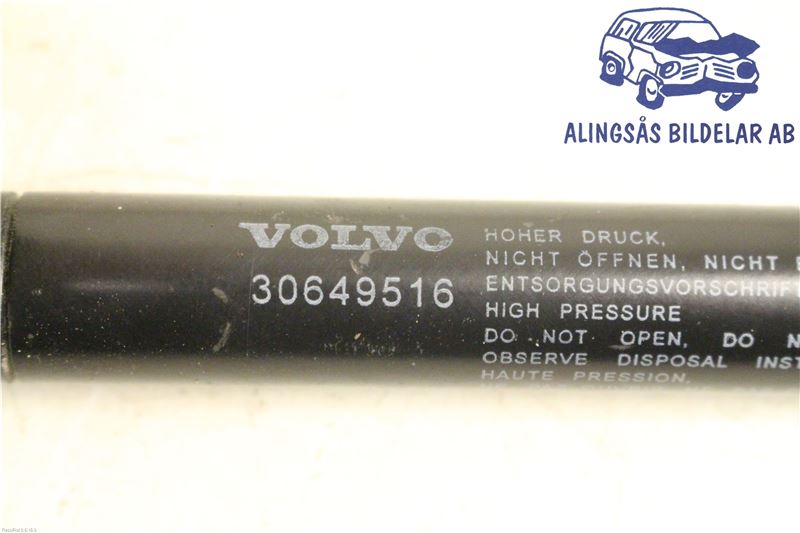 ALINGSÅS BILDELAR AB
VOLVO
30649516
HOHER DRUCK,
NICHT ÖFFNEN, NICHT
ENTSORGUNGSVORSCHRIFT
HIGH PRESSURE
DO NOT OPEN, DO N
OBSERVE DISPOSAL INST
HAUTE PRESSION,